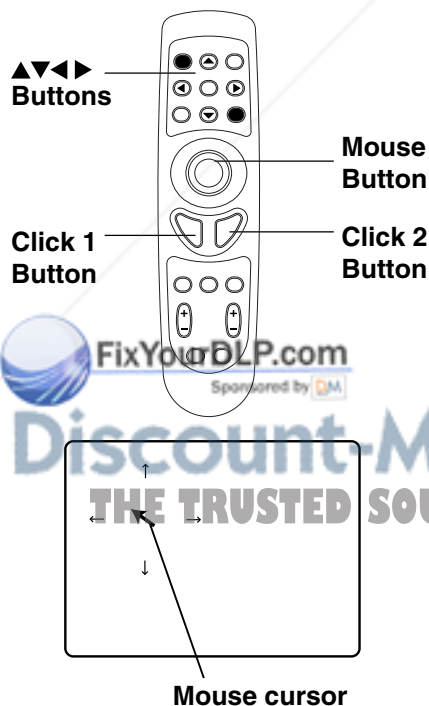 ▲▼◀ ▶
Buttons
Mouse
Button
Click 1
Button
Click 2
Button
+ +
− −
FixYourDLP.com
Sponsored by DM
Discount-M
THE TRUSTED SOU
↑
← →
↓
Mouse cursor